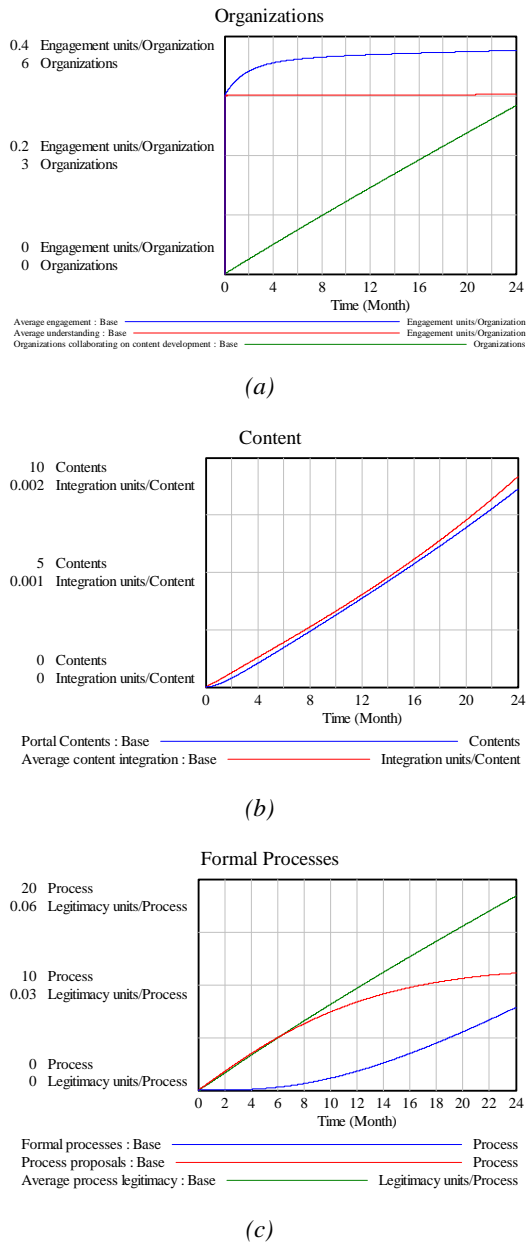 Organizations
0.4 Engagement units/Organization
6 Organizations
0.2 Engagement units/Organization
3 Organizations
0 Engagement units/Organization
0 Organizations
0 4 8 12 16 20 24
Time (Month)
Average engagement : Base Engagement units/Organization
Average understanding : Base Engagement units/Organization
Organizations collaborating on content development : Base Organizations
(a)
Content
10 Contents
0.002 Integration units/Content
5 Contents
0.001 Integration units/Content
0 Contents
0 Integration units/Content
0 4 8 12 16 20 24
Time (Month)
Portal Contents : Base Contents
Average content integration : Base Integration units/Content
(b)
Formal Processes
20 Process
0.06 Legitimacy units/Process
10 Process
0.03 Legitimacy units/Process
0 Process
0 Legitimacy units/Process
0 2 4 6 8 10 12 14 16 18 20 22 24
Time (Month)
Formal processes : Base Process
Process proposals : Base Process
Average process legitimacy : Base Legitimacy units/Process
(c)